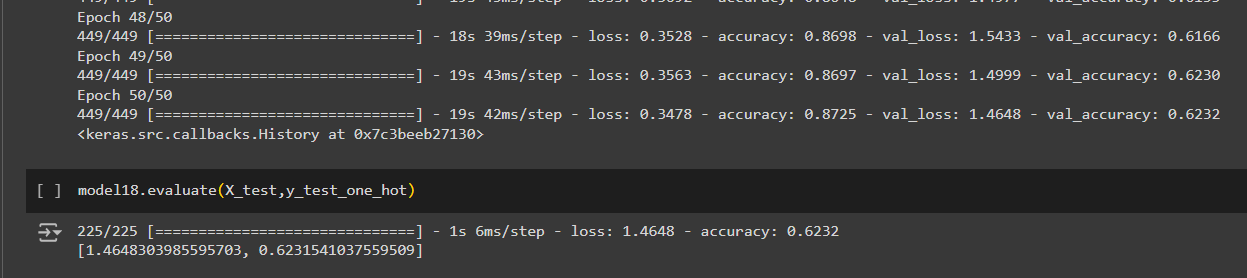 Epoch 48/50
449/449 [==============================] - 18s 39ms/step - loss: 0.3528 - accuracy: 0.8698 - val_loss: 1.5433 - val_accuracy: 0.6166
Epoch 49/50
449/449 [==============================] - 19s 43ms/step - loss: 0.3563 - accuracy: 0.8697 - val_loss: 1.4999 - val_accuracy: 0.6230
Epoch 50/50
449/449 [==============================] - 19s 42ms/step - loss: 0.3478 - accuracy: 0.8725 - val_loss: 1.4648 - val_accuracy: 0.6232
<keras.src.callbacks.History at 0x7c3beeb27130>
[ ] model18.evaluate(X_test,y_test_one_hot)
225/225 [==============================] - 1s 6ms/step - loss: 1.4648 - accuracy: 0.6232
[1.4648303985595703, 0.6231541037559509]